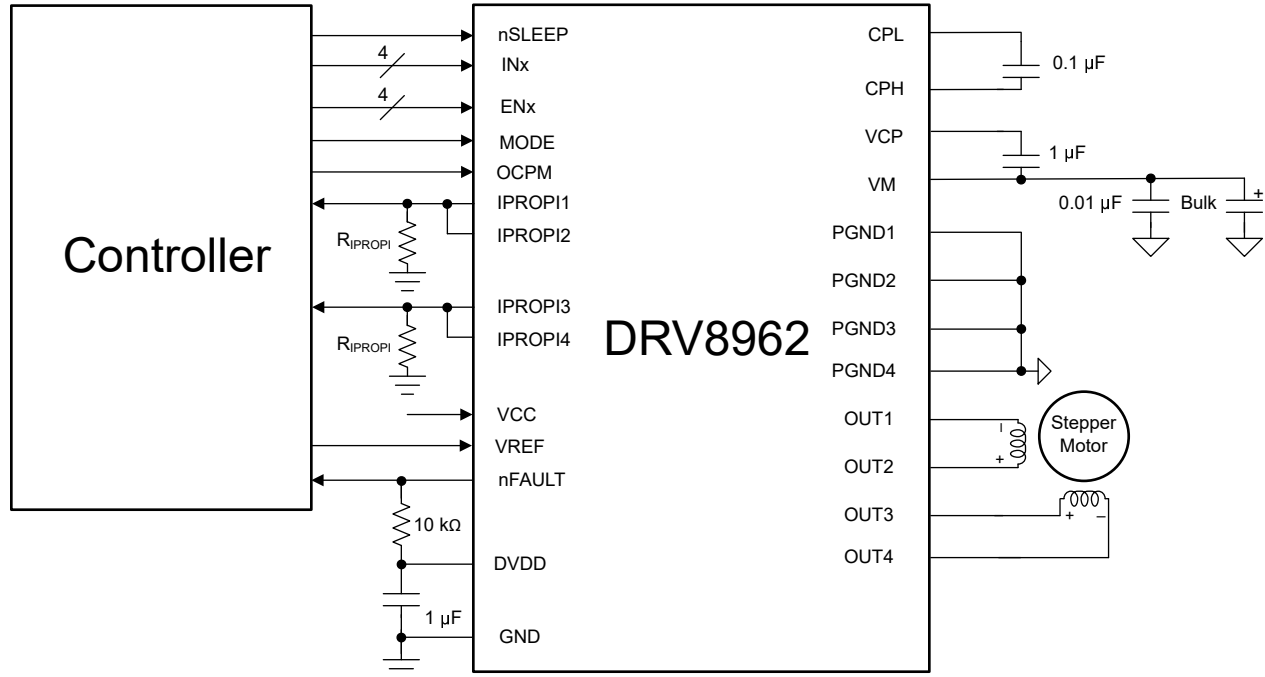 Controller
4
4
nSLEEP
INx
ENx
MODE
OCPM
IPROPI1
IPROPI2
RIPROPI
IPROPI3
IPROPI4
RIPROPI
VCC
VREF
nFAULT
10 kΩ
DVDD
1 µF
GND
DRV8962
CPL
CPH
VCP
VM
PGND1
PGND2
PGND3
PGND4
OUT1
OUT2
OUT3
OUT4
0.1 µF
1 µF
0.01 µF
Bulk
+
–
+
Stepper
Motor
+
–